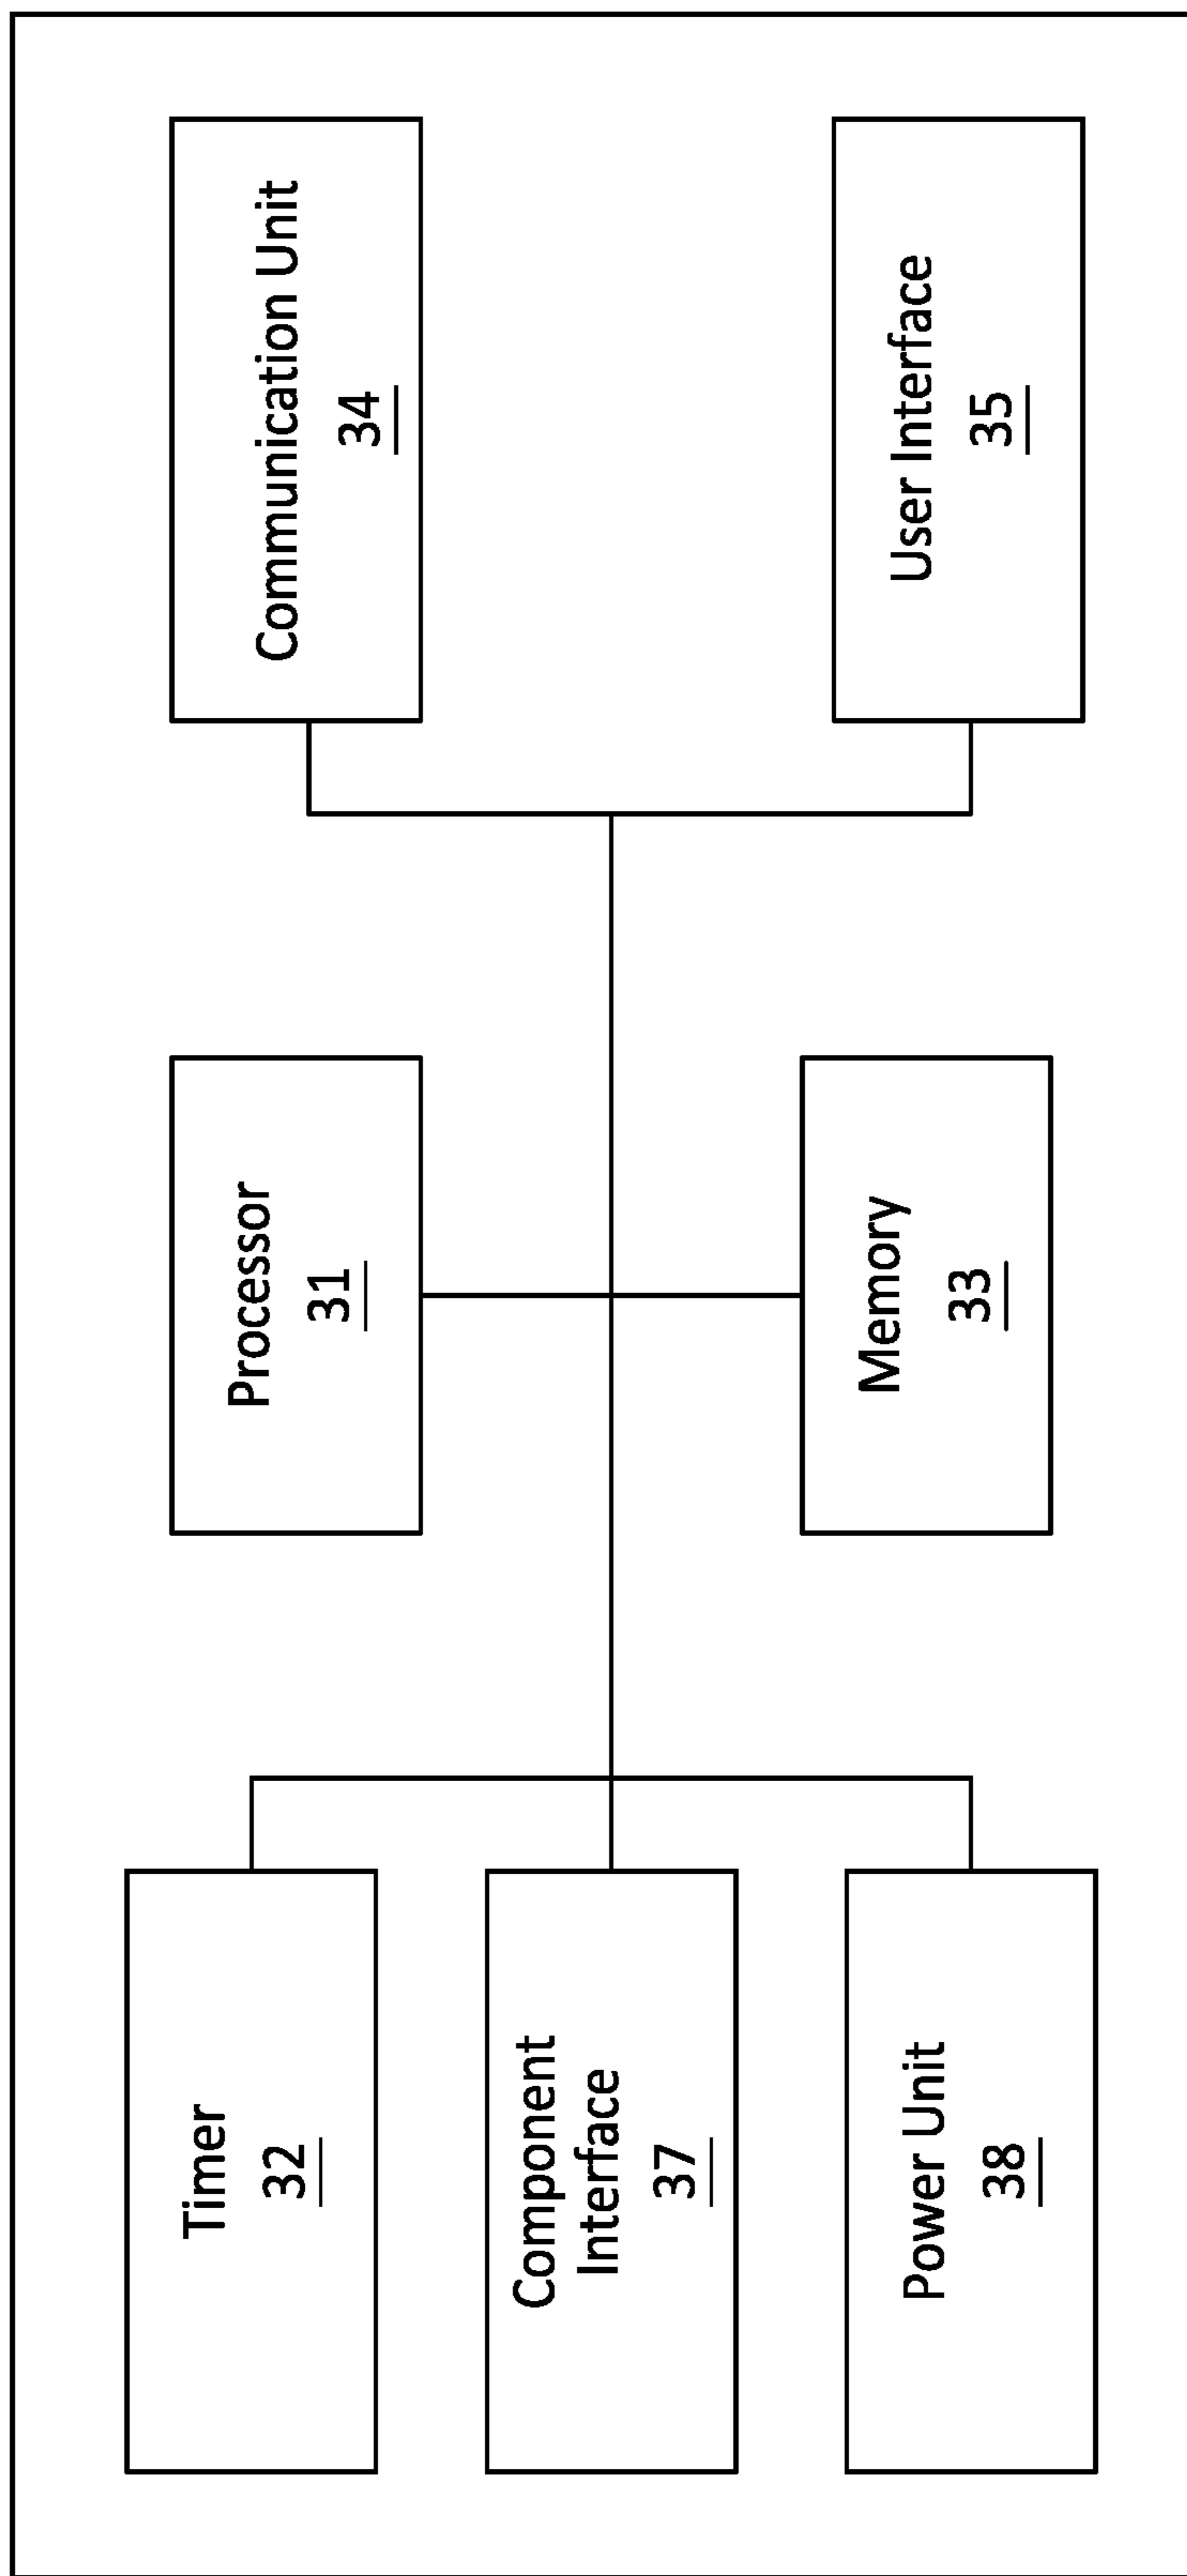 Timer
32
Processor
31
Communication Unit
34
Component
Interface
37
Power Unit
38
Memory
33
User Interface
35